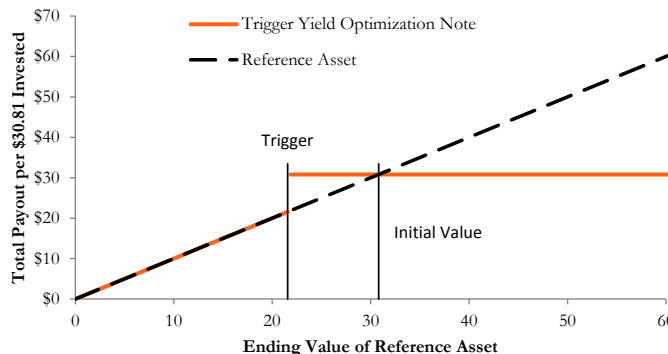 Trigger Yield Optimization Note
Reference Asset
Total Payout per $30.81 Invested
$70
$60
$50
$40
$30
$20
$10
$0
Trigger
Initial Value
0
10
20
30
40
50
60
Ending Value of Reference Asset